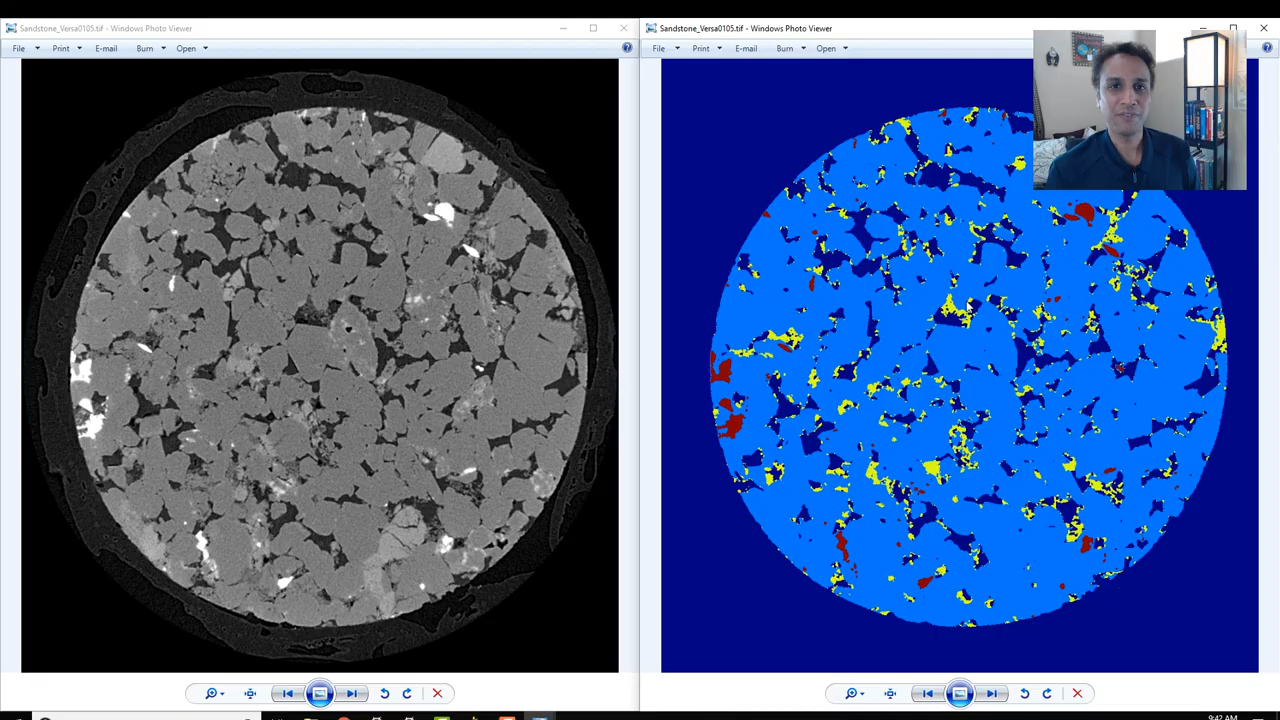 Sandstone_Versa0105.tif - Windows Photo Viewer
File Print E-mail Burn Open
Sandstone_Versa0105.tif - Windows Photo Viewer
File Print E-mail Burn Open
9:42 AM